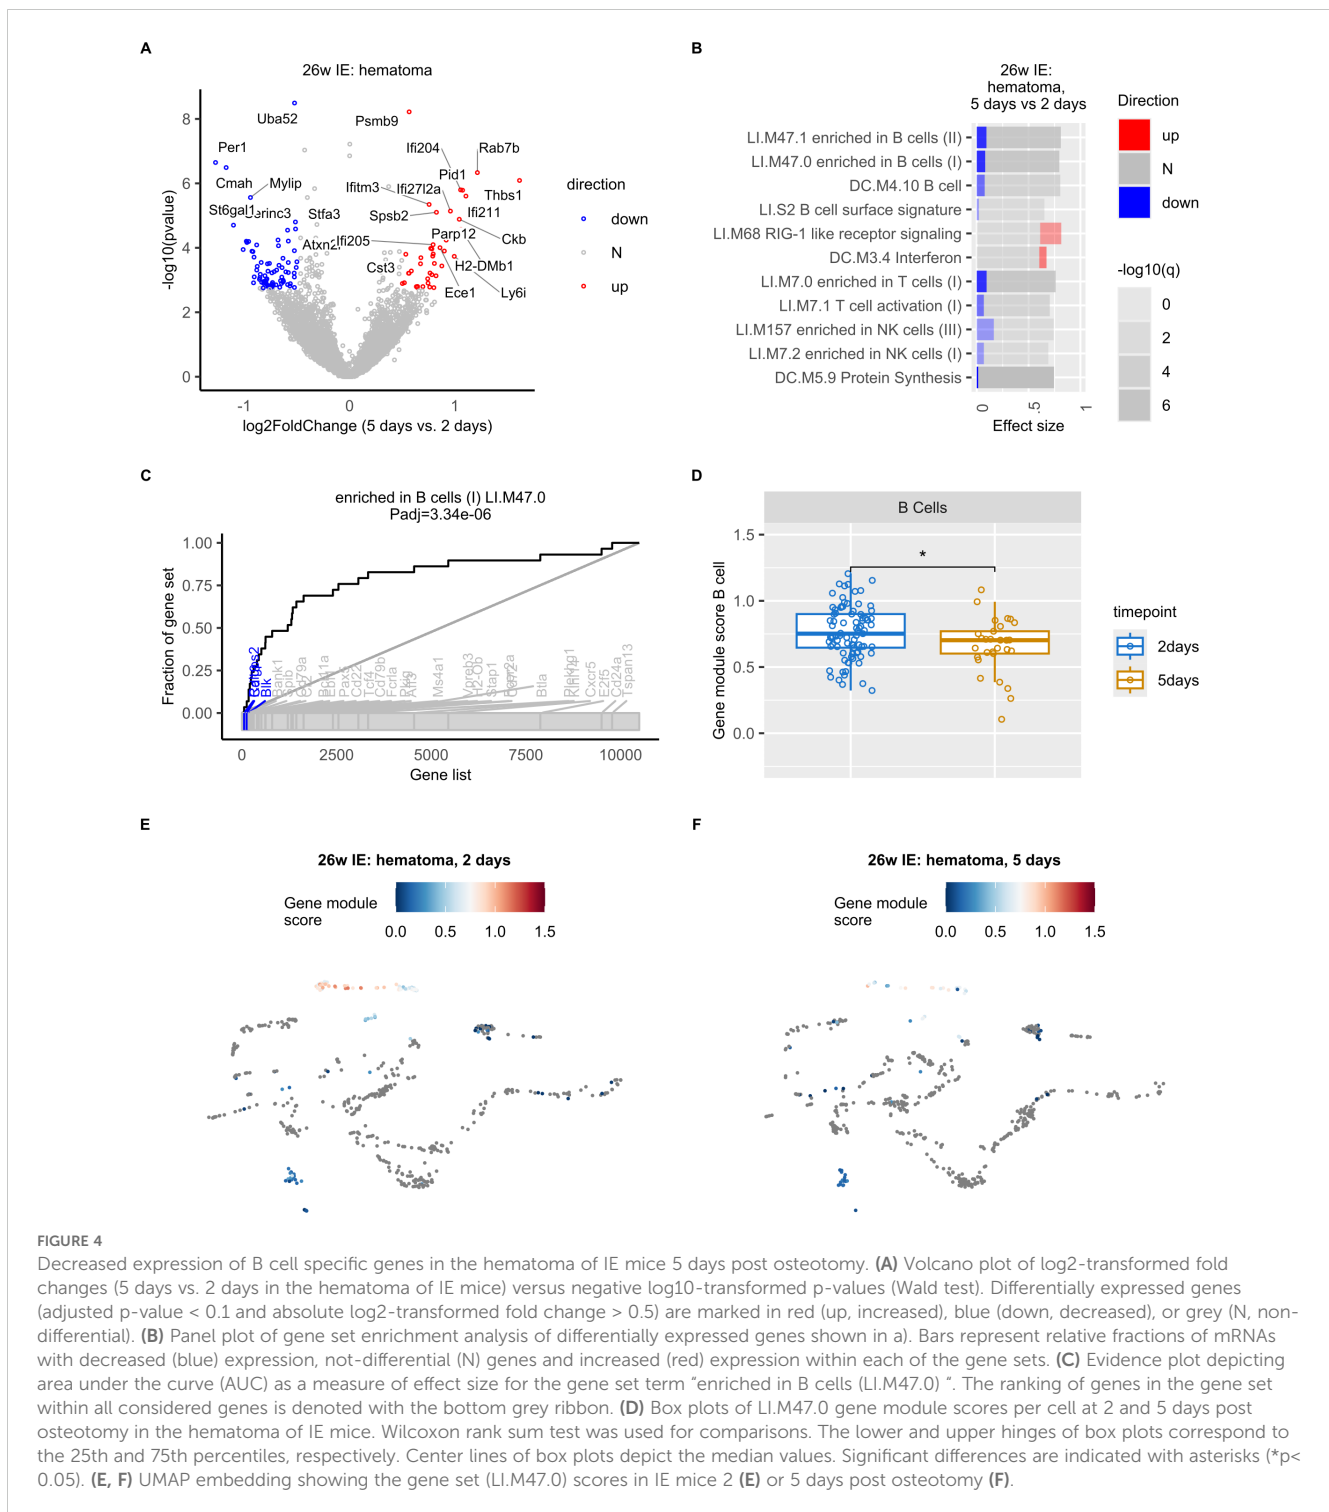 A
26w IE: hematoma
-log10(pvalue)
8
6
4
2
0
Uba52
Psmb9
Per1
Ifi204
Rab7b
Pid1
Cmah
Mylip
Ifitm3
Ifi27l2a
Thbs1
St6gal1
Serinc3
Stfa3
Spsb2
Ifi211
Parp12
Ckb
Ifi205
Cst3
H2-DMb1
Ece1
Ly6i
-1
0
1
log2FoldChange (5 days vs. 2 days)
direction
down
N
up
B
26w IE:
hematoma,
5 days vs 2 days
LI.M47.1 enriched in B cells (II)
LI.M47.0 enriched in B cells (I)
DC.M4.10 B cell
LI.S2 B cell surface signature
LI.M68 RIG-1 like receptor signaling
DC.M3.4 Interferon
LI.M7.0 enriched in T cells (I)
LI.M7.1 T cell activation (I)
LI.M157 enriched in NK cells (III)
LI.M7.2 enriched in NK cells (I)
DC.M5.9 Protein Synthesis
0
.5
1
Effect size
Direction
up
N
down
-log10(q)
0
2
4
6
C
enriched in B cells (I) LI.M47.0
Padj=3.34e-06
Fraction of gene set
1.00
0.75
0.50
0.25
0.00
Blk
Bank1
Spib
Cd79a
Bcl11a
Pax5
Cd22
Tcf4
Cd79b
Fcrla
Aff3
Ms4a1
Vpreb3
H2-Ob
Stap1
Btla
Plekhg1
Klhl14
Cxcr5
E2f5
Cd24a
Tspan13
0
2500
5000
7500
10000
Gene list
D
B Cells
Gene module score B cell
1.5
1.0
0.5
0.0
*
timepoint
2days
5days
E
26w IE: hematoma, 2 days
Gene module
score
0.0 0.5 1.0 1.5
F
26w IE: hematoma, 5 days
Gene module
score
0.0 0.5 1.0 1.5
FIGURE 4
Decreased expression of B cell specific genes in the hematoma of IE mice 5 days post osteotomy. (A) Volcano plot of log2-transformed fold
changes (5 days vs. 2 days in the hematoma of IE mice) versus negative log10-transformed p-values (Wald test). Differentially expressed genes
(adjusted p-value < 0.1 and absolute log2-transformed fold change > 0.5) are marked in red (up, increased), blue (down, decreased), or grey (N, non-
differential). (B) Panel plot of gene set enrichment analysis of differentially expressed genes shown in a). Bars represent relative fractions of mRNAs
with decreased (blue) expression, not-differential (N) genes and increased (red) expression within each of the gene sets. (C) Evidence plot depicting
area under the curve (AUC) as a measure of effect size for the gene set term “enriched in B cells (LI.M47.0) “. The ranking of genes in the gene set
within all considered genes is denoted with the bottom grey ribbon. (D) Box plots of LI.M47.0 gene module scores per cell at 2 and 5 days post
osteotomy in the hematoma of IE mice. Wilcoxon rank sum test was used for comparisons. The lower and upper hinges of box plots correspond to
the 25th and 75th percentiles, respectively. Center lines of box plots depict the median values. Significant differences are indicated with asterisks (*p<
0.05). (E, F) UMAP embedding showing the gene set (LI.M47.0) scores in IE mice 2 (E) or 5 days post osteotomy (F).